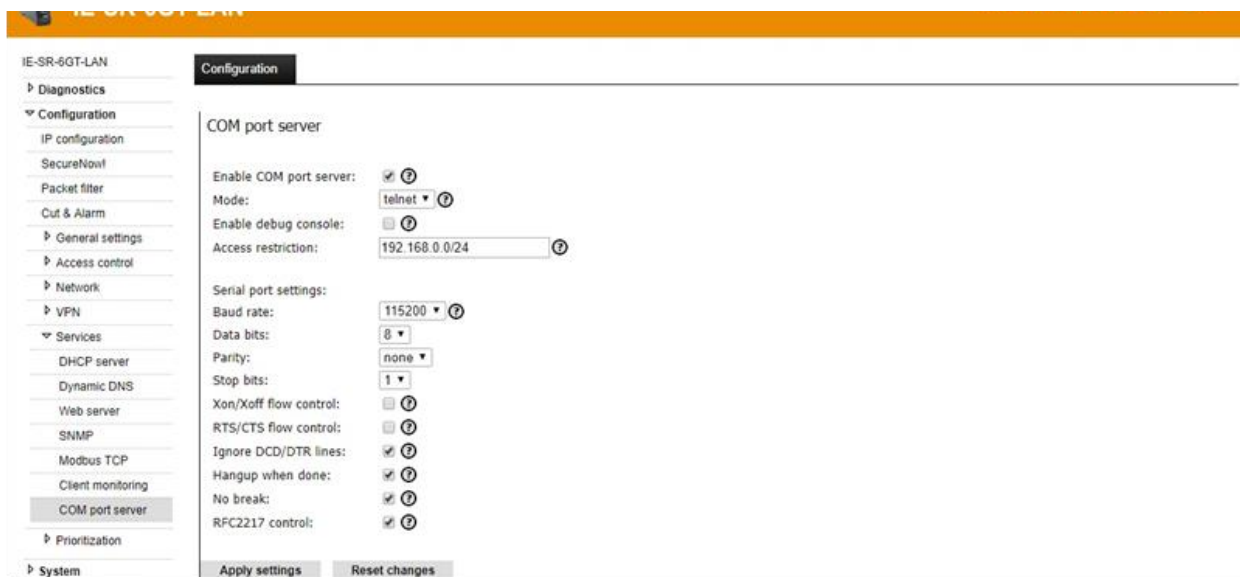 IE-SR-6GT-LAN
IE-SR-6GT-LAN
Diagnostics
Configuration
IP configuration
SecureNow!
Packet filter
Cut & Alarm
General settings
Access control
Network
VPN
Services
DHCP server
Dynamic DNS
Web server
SNMP
Modbus TCP
Client monitoring
COM port server
Prioritization
System
Configuration
COM port server
Enable COM port server:
Mode: telnet
Enable debug console:
Access restriction: 192.168.0.0/24
Serial port settings:
Baud rate: 115200
Data bits: 8
Parity: none
Stop bits: 1
Xon/Xoff flow control:
RTS/CTS flow control:
Ignore DCD/DTR lines:
Hangup when done:
No break:
RFC2217 control:
Apply settings Reset changes